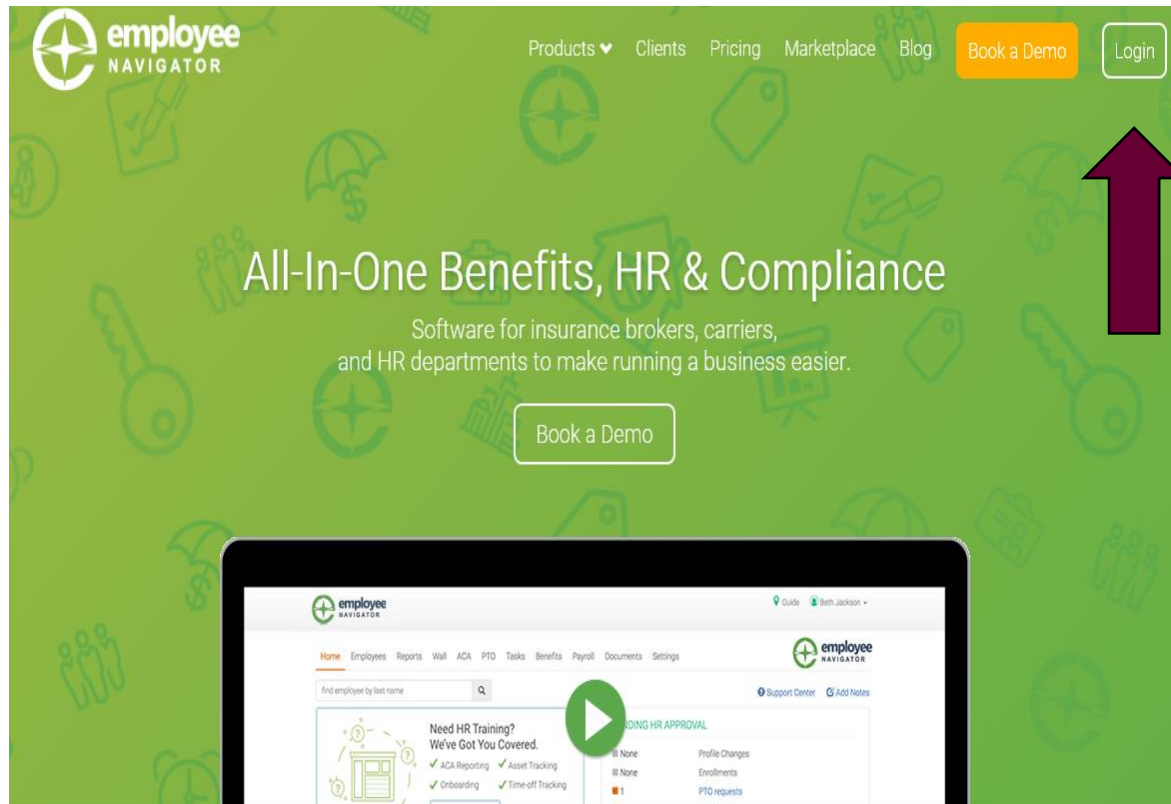 employee
NAVIGATOR
Products Clients Pricing Marketplace Blog Book a Demo Login
All-In-One Benefits, HR & Compliance
Software for insurance brokers, carriers,
and HR departments to make running a business easier.
Book a Demo
employee
NAVIGATOR
Guide Beth Jackson
Home Employees Reports Wall ACA PTO Tasks Benefits Payroll Documents Settings
employee
NAVIGATOR
find employee by last name
Support Center Add Notes
Need HR Training?
We've Got You Covered.
ACA Reporting Asset Tracking
Onboarding Time-off Tracking
DING HR APPROVAL
None Profile Changes
None Enrollments
1 PTO requests